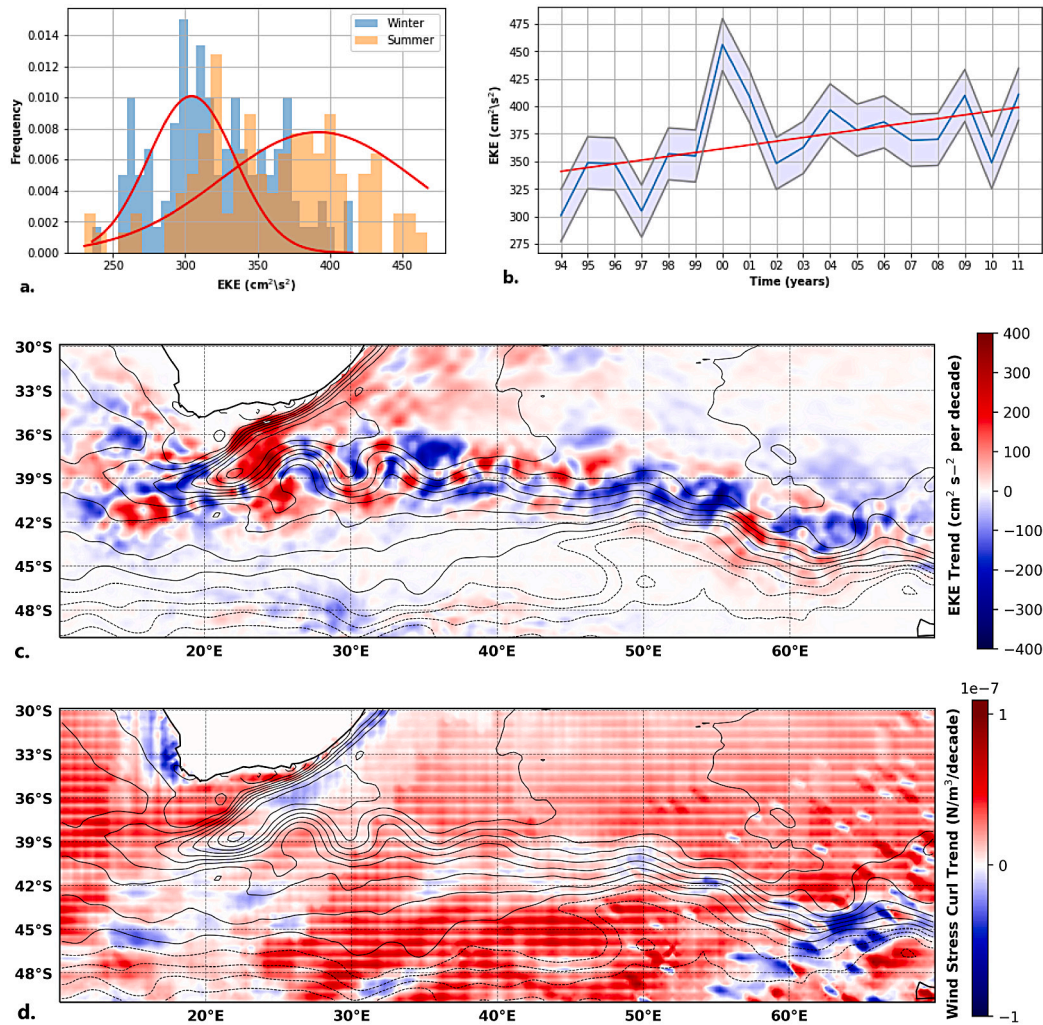 a.
0.014
0.012
0.010
0.008
0.006
0.004
0.002
0.000
Frequency
250 300 350 400 450
EKE (cm²\s²)
Winter
Summer
b.
475
450
425
400
375
350
325
300
275
EKE (cm²\s²)
94 95 96 97 98 99 00 01 02 03 04 05 06 07 08 09 10 11
Time (years)
30°S
33°S
36°S
39°S
42°S
45°S
48°S
20°E 30°E 40°E 50°E 60°E
c.
400
300
200
100
0
−100
−200
−300
−400
EKE Trend (cm² s−² per decade)
30°S
33°S
36°S
39°S
42°S
45°S
48°S
20°E 30°E 40°E 50°E 60°E
d.
1e-7
1
0
−1
Wind Stress Curl Trend (N/m³/decade)